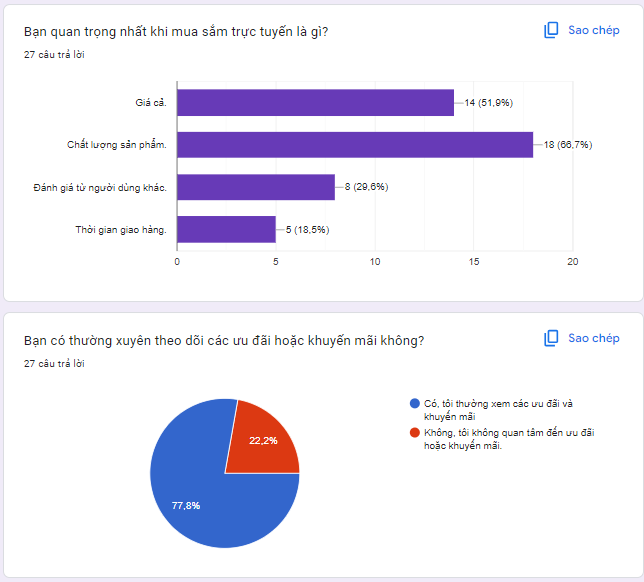 Bạn quan trọng nhất khi mua sắm trực tuyến là gì?
Sao chép
27 câu trả lời
Giá cả.
14 (51,9%)
Chất lượng sản phẩm.
18 (66,7%)
Đánh giá từ người dùng khác.
8 (29,6%)
Thời gian giao hàng.
5 (18,5%)
0 5 10 15 20
Bạn có thường xuyên theo dõi các ưu đãi hoặc khuyến mãi không?
Sao chép
27 câu trả lời
Có, tôi thường xem các ưu đãi và
khuyến mãi
Không, tôi không quan tâm đến ưu đãi
hoặc khuyến mãi.
22,2%
77,8%